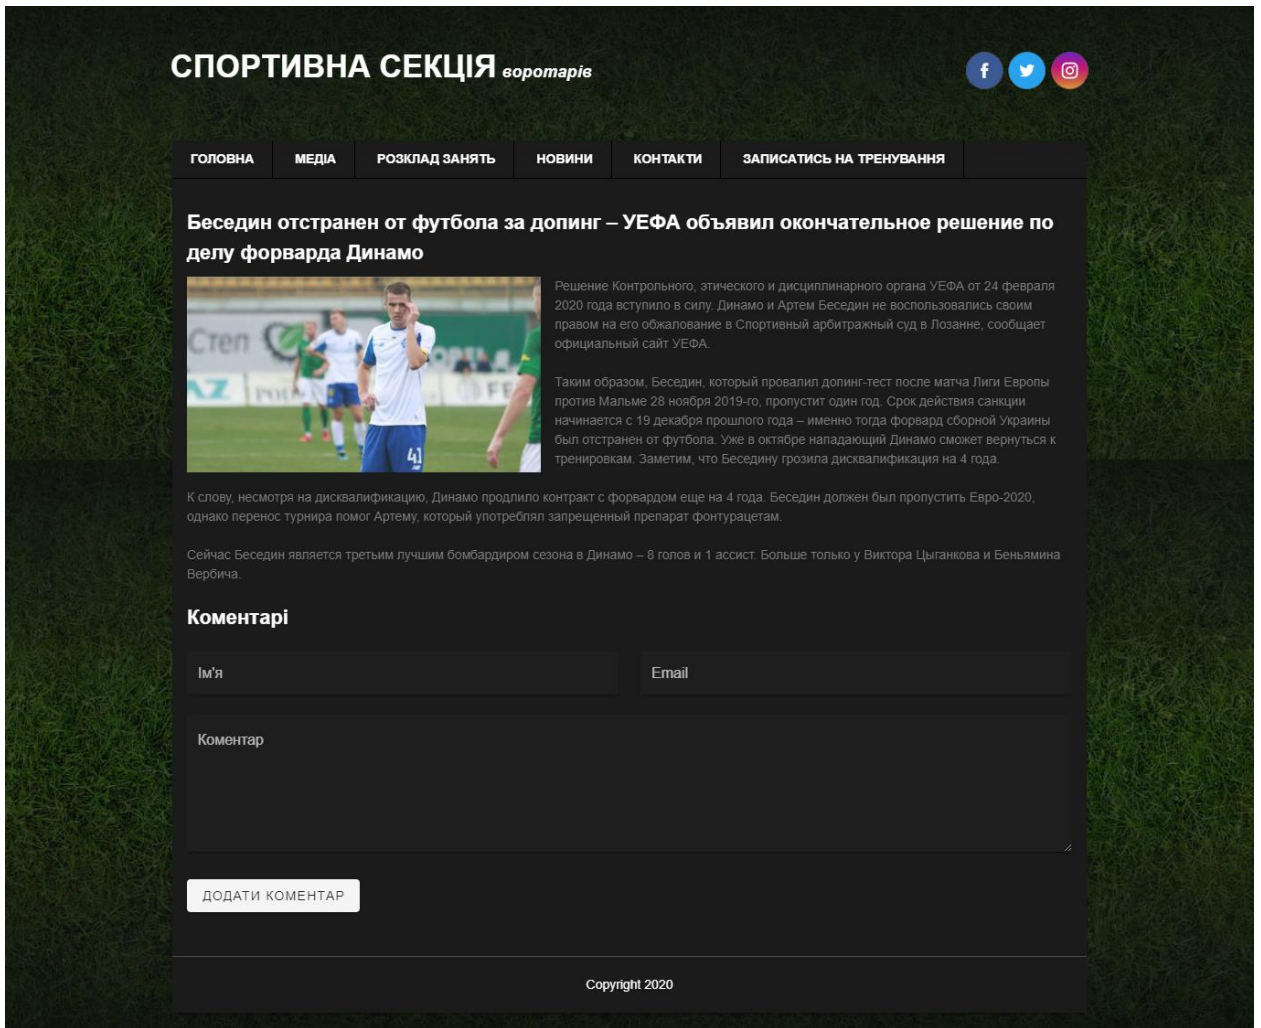 СПОРТИВНА СЕКЦІЯ воротарів
ГОЛОВНА МЕДІА РОЗКЛАД ЗАНЯТЬ НОВИНИ КОНТАКТИ ЗАПИСАТИСЬ НА ТРЕНУВАННЯ
Беседин отстранен от футбола за допинг – УЕФА объявил окончательное решение по
делу форварда Динамо
Степ
41
Решение Контрольного, этического и дисциплинарного органа УЕФА от 24 февраля
2020 года вступило в силу. Динамо и Артем Беседин не воспользовались своим
правом на его обжалование в Спортивный арбитражный суд в Лозанне, сообщает
официальный сайт УЕФА.
Таким образом, Беседин, который провалил допинг-тест после матча Лиги Европы
против Мальме 28 ноября 2019-го, пропустит один год. Срок действия санкции
начинается с 19 декабря прошлого года – именно тогда форвард сборной Украины
был отстранен от футбола. Уже в октябре нападающий Динамо сможет вернуться к
тренировкам. Заметим, что Беседину грозила дисквалификация на 4 года.
К слову, несмотря на дисквалификацию, Динамо продлило контракт с форвардом еще на 4 года. Беседин должен был пропустить Евро-2020,
однако перенос турнира помог Артему, который употреблял запрещенный препарат фонтурацетам.
Сейчас Беседин является третьим лучшим бомбардиром сезона в Динамо – 8 голов и 1 ассист. Больше только у Виктора Цыганкова и Беньямина
Вербича.
Коментарі
Ім'я Email
Коментар
ДОДАТИ КОМЕНТАР
Copyright 2020